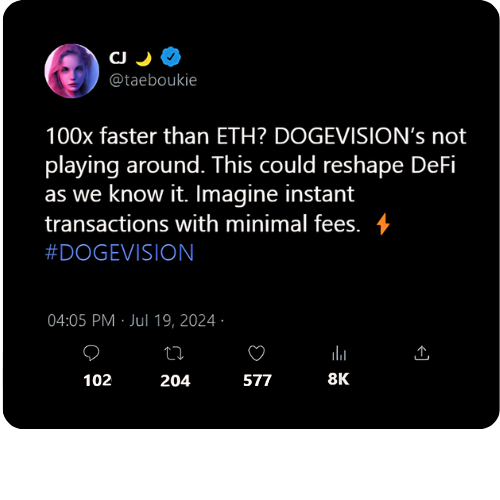 CJ 🌙
@taeboukie
100x faster than ETH? DOGEVISION’s not
playing around. This could reshape DeFi
as we know it. Imagine instant
transactions with minimal fees. ⚡
#DOGEVISION
04:05 PM · Jul 19, 2024 ·
102 204 577 8K